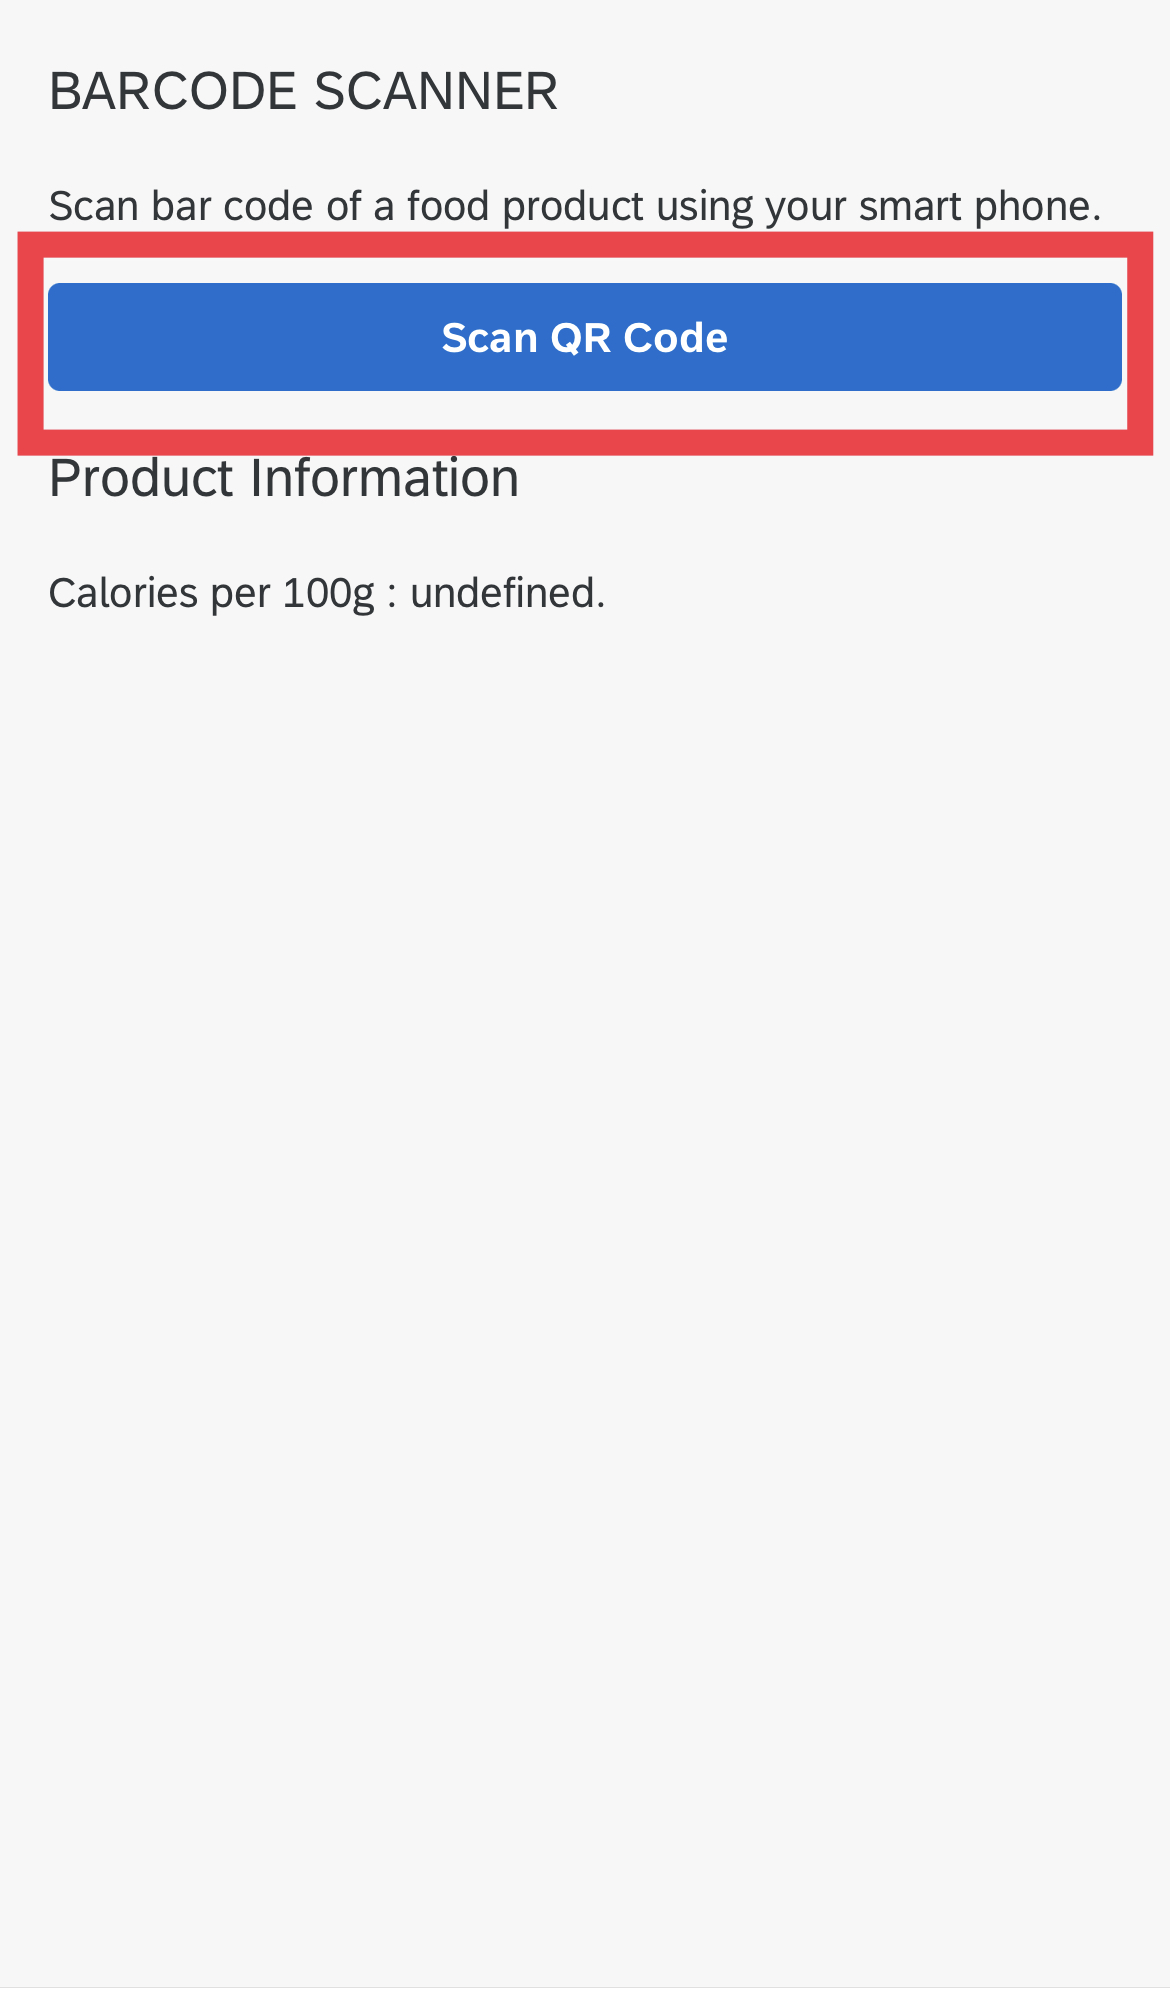 BARCODE SCANNER
Scan bar code of a food product using your smart phone.
Scan QR Code
Product Information
Calories per 100g : undefined.